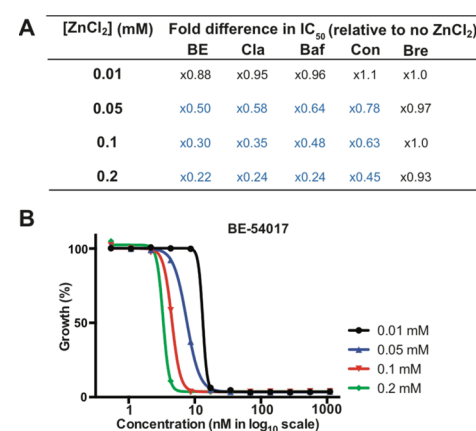 A
[ZnCl₂] (mM) Fold difference in IC₅₀ (relative to no ZnCl₂)
BE Cla Baf Con Bre
0.01 x0.88 x0.95 x0.96 x1.1 x1.0
0.05 x0.50 x0.58 x0.64 x0.78 x0.97
0.1 x0.30 x0.35 x0.48 x0.63 x1.0
0.2 x0.22 x0.24 x0.24 x0.45 x0.93
B
BE-54017
Growth (%)
100
50
0
1 10 100 1000
Concentration (nM in log₁₀ scale)
0.01 mM
0.05 mM
0.1 mM
0.2 mM